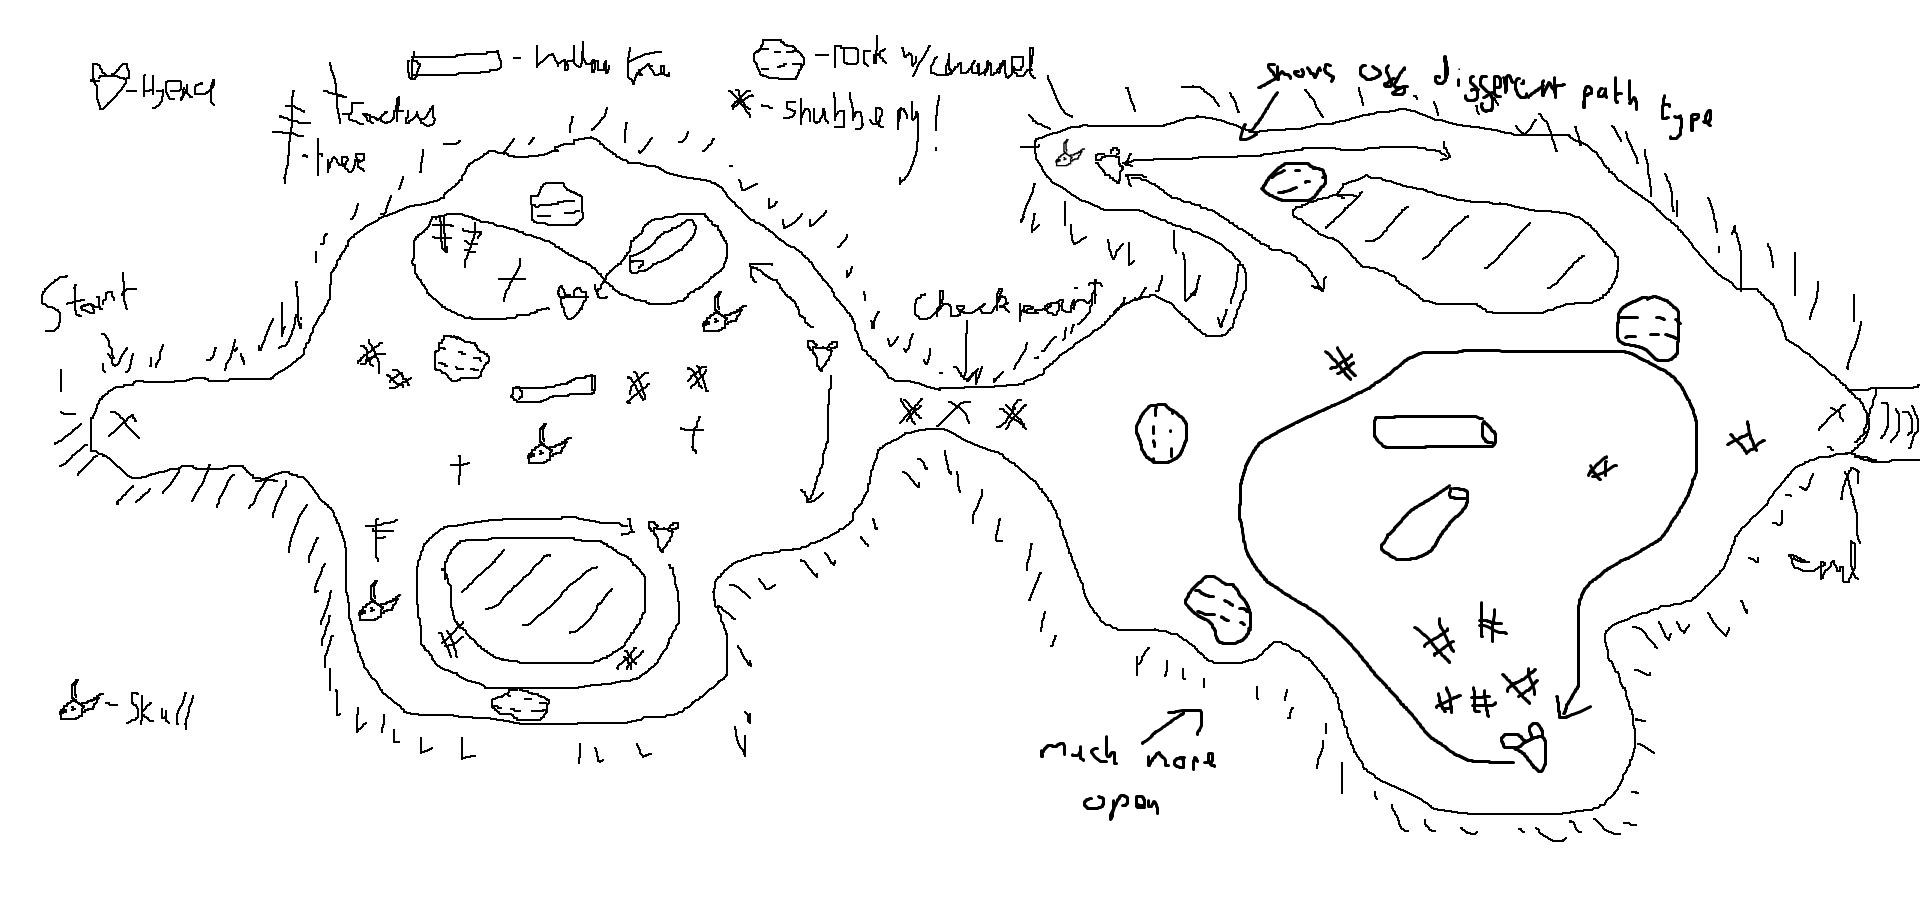 - Hyena
- cactus
- tree
- hollow tree
- rock w/channel
- shubbery!
shows off different path type
Start
Checkpoint
- Skull
much more
open
end